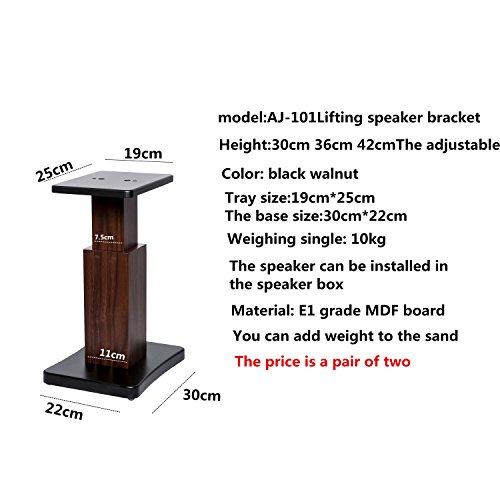 model:AJ-101Lifting speaker bracket
Height:30cm 36cm 42cmThe adjustable
Color: black walnut
Tray size:19cm*25cm
The base size:30cm*22cm
Weighing single: 10kg
The speaker can be installed in
the speaker box
Material: E1 grade MDF board
You can add weight to the sand
The price is a pair of two
25cm
19cm
7.5cm
11cm
22cm
30cm